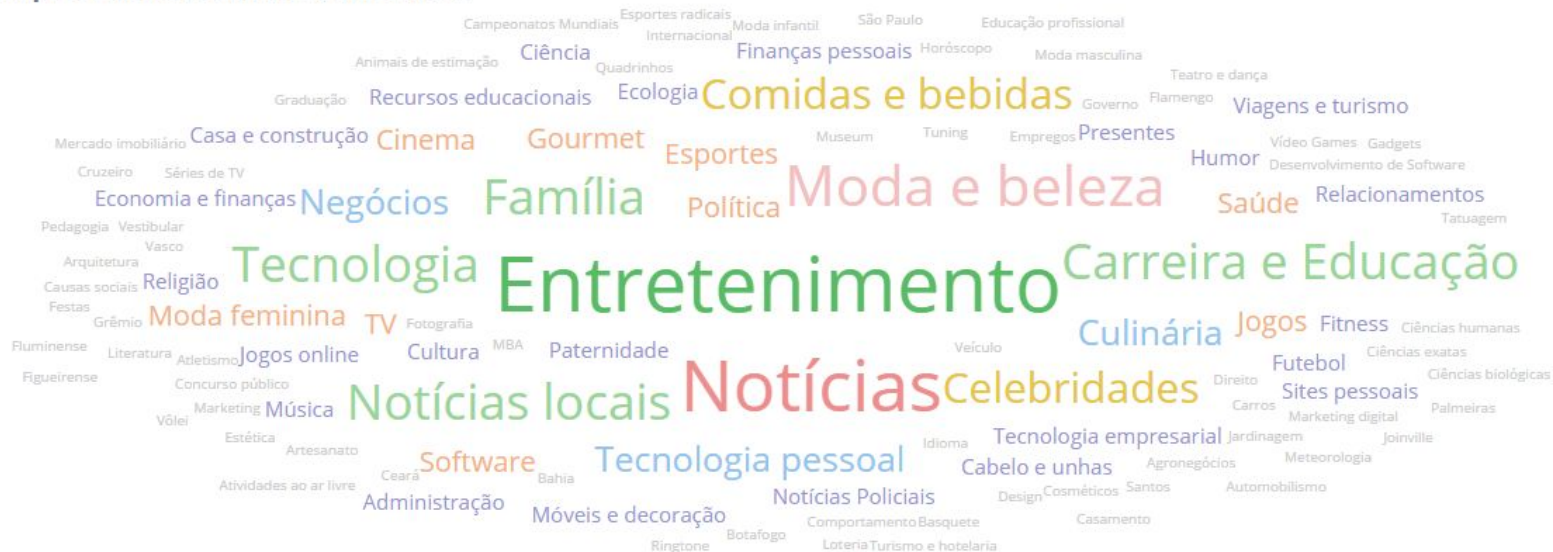 Campeonatos Mundiais Esportes radicais Moda infantil São Paulo Educação profissional
Internacional
Ciência Finanças pessoais Horóscopo Moda masculina
Animais de estimação Quadrinhos Teatro e dança
Graduação Recursos educacionais Ecologia Comidas e bebidas Governo Flamengo Viagens e turismo
Mercado imobiliário Casa e construção Cinema Gourmet Museum Tuning Empregos Presentes Vídeo Games Gadgets
Cruzeiro Séries de TV Esportes Humor Desenvolvimento de Software
Economia e finanças Negócios Família Política Moda e beleza Saúde Relacionamentos
Pedagogia Vestibular Tatuagem
Vasco
Arquitetura Tecnologia Entretenimento Carreira e Educação
Causas sociais Religião
Festas
Grêmio Moda feminina TV Fotografia Culinária Jogos Fitness Ciências humanas
Fluminense Literatura Atletismo Jogos online Cultura MBA Paternidade Veículo Futebol Ciências exatas
Figueirense Concurso público Direito Sites pessoais Ciências biológicas
Vôlei Marketing Música Notícias locais Notícias Celebridades Carros Marketing digital Palmeiras
Estética Idioma Tecnologia empresarial Jardinagem Joinville
Artesanato Software Tecnologia pessoal Cabelo e unhas Agronegócios Meteorologia
Atividades ao ar livre Ceará Bahia Cosméticos Santos Automobilismo
Administração Notícias Policiais Design
Móveis e decoração Comportamento Basquete Casamento
Ringtone Botafogo Loteria Turismo e hotelaria